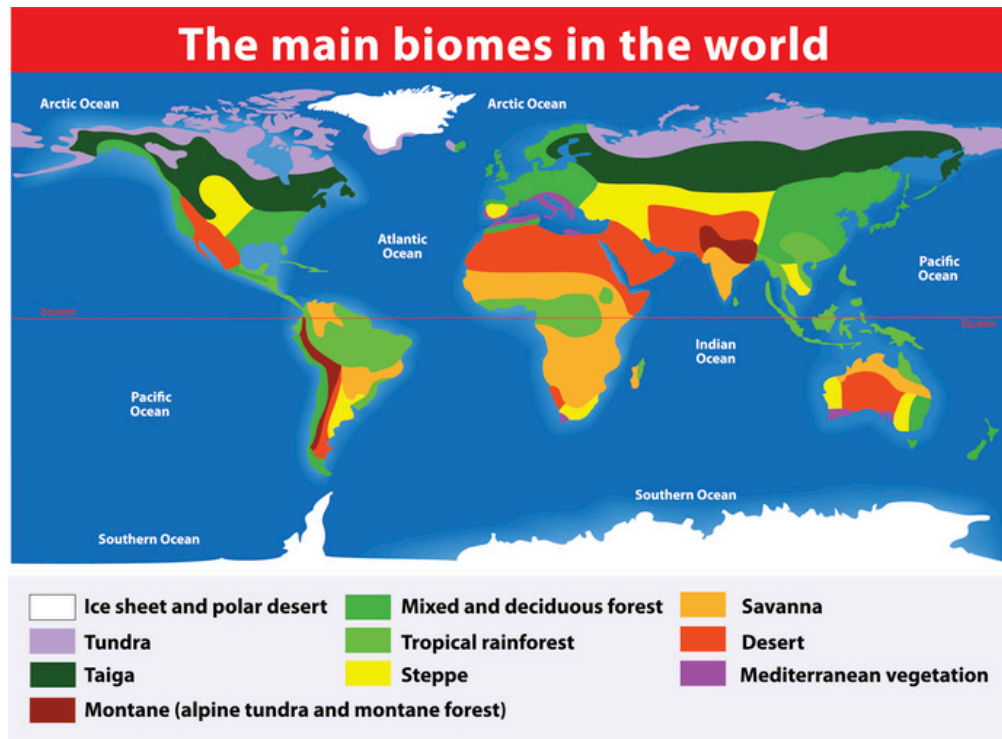 The main biomes in the world
Arctic Ocean
Arctic Ocean
Atlantic
Ocean
Pacific
Ocean
Equator
Equator
Indian
Ocean
Pacific
Ocean
Southern Ocean
Southern Ocean
Ice sheet and polar desert
Mixed and deciduous forest
Savanna
Tundra
Tropical rainforest
Desert
Taiga
Steppe
Mediterranean vegetation
Montane (alpine tundra and montane forest)